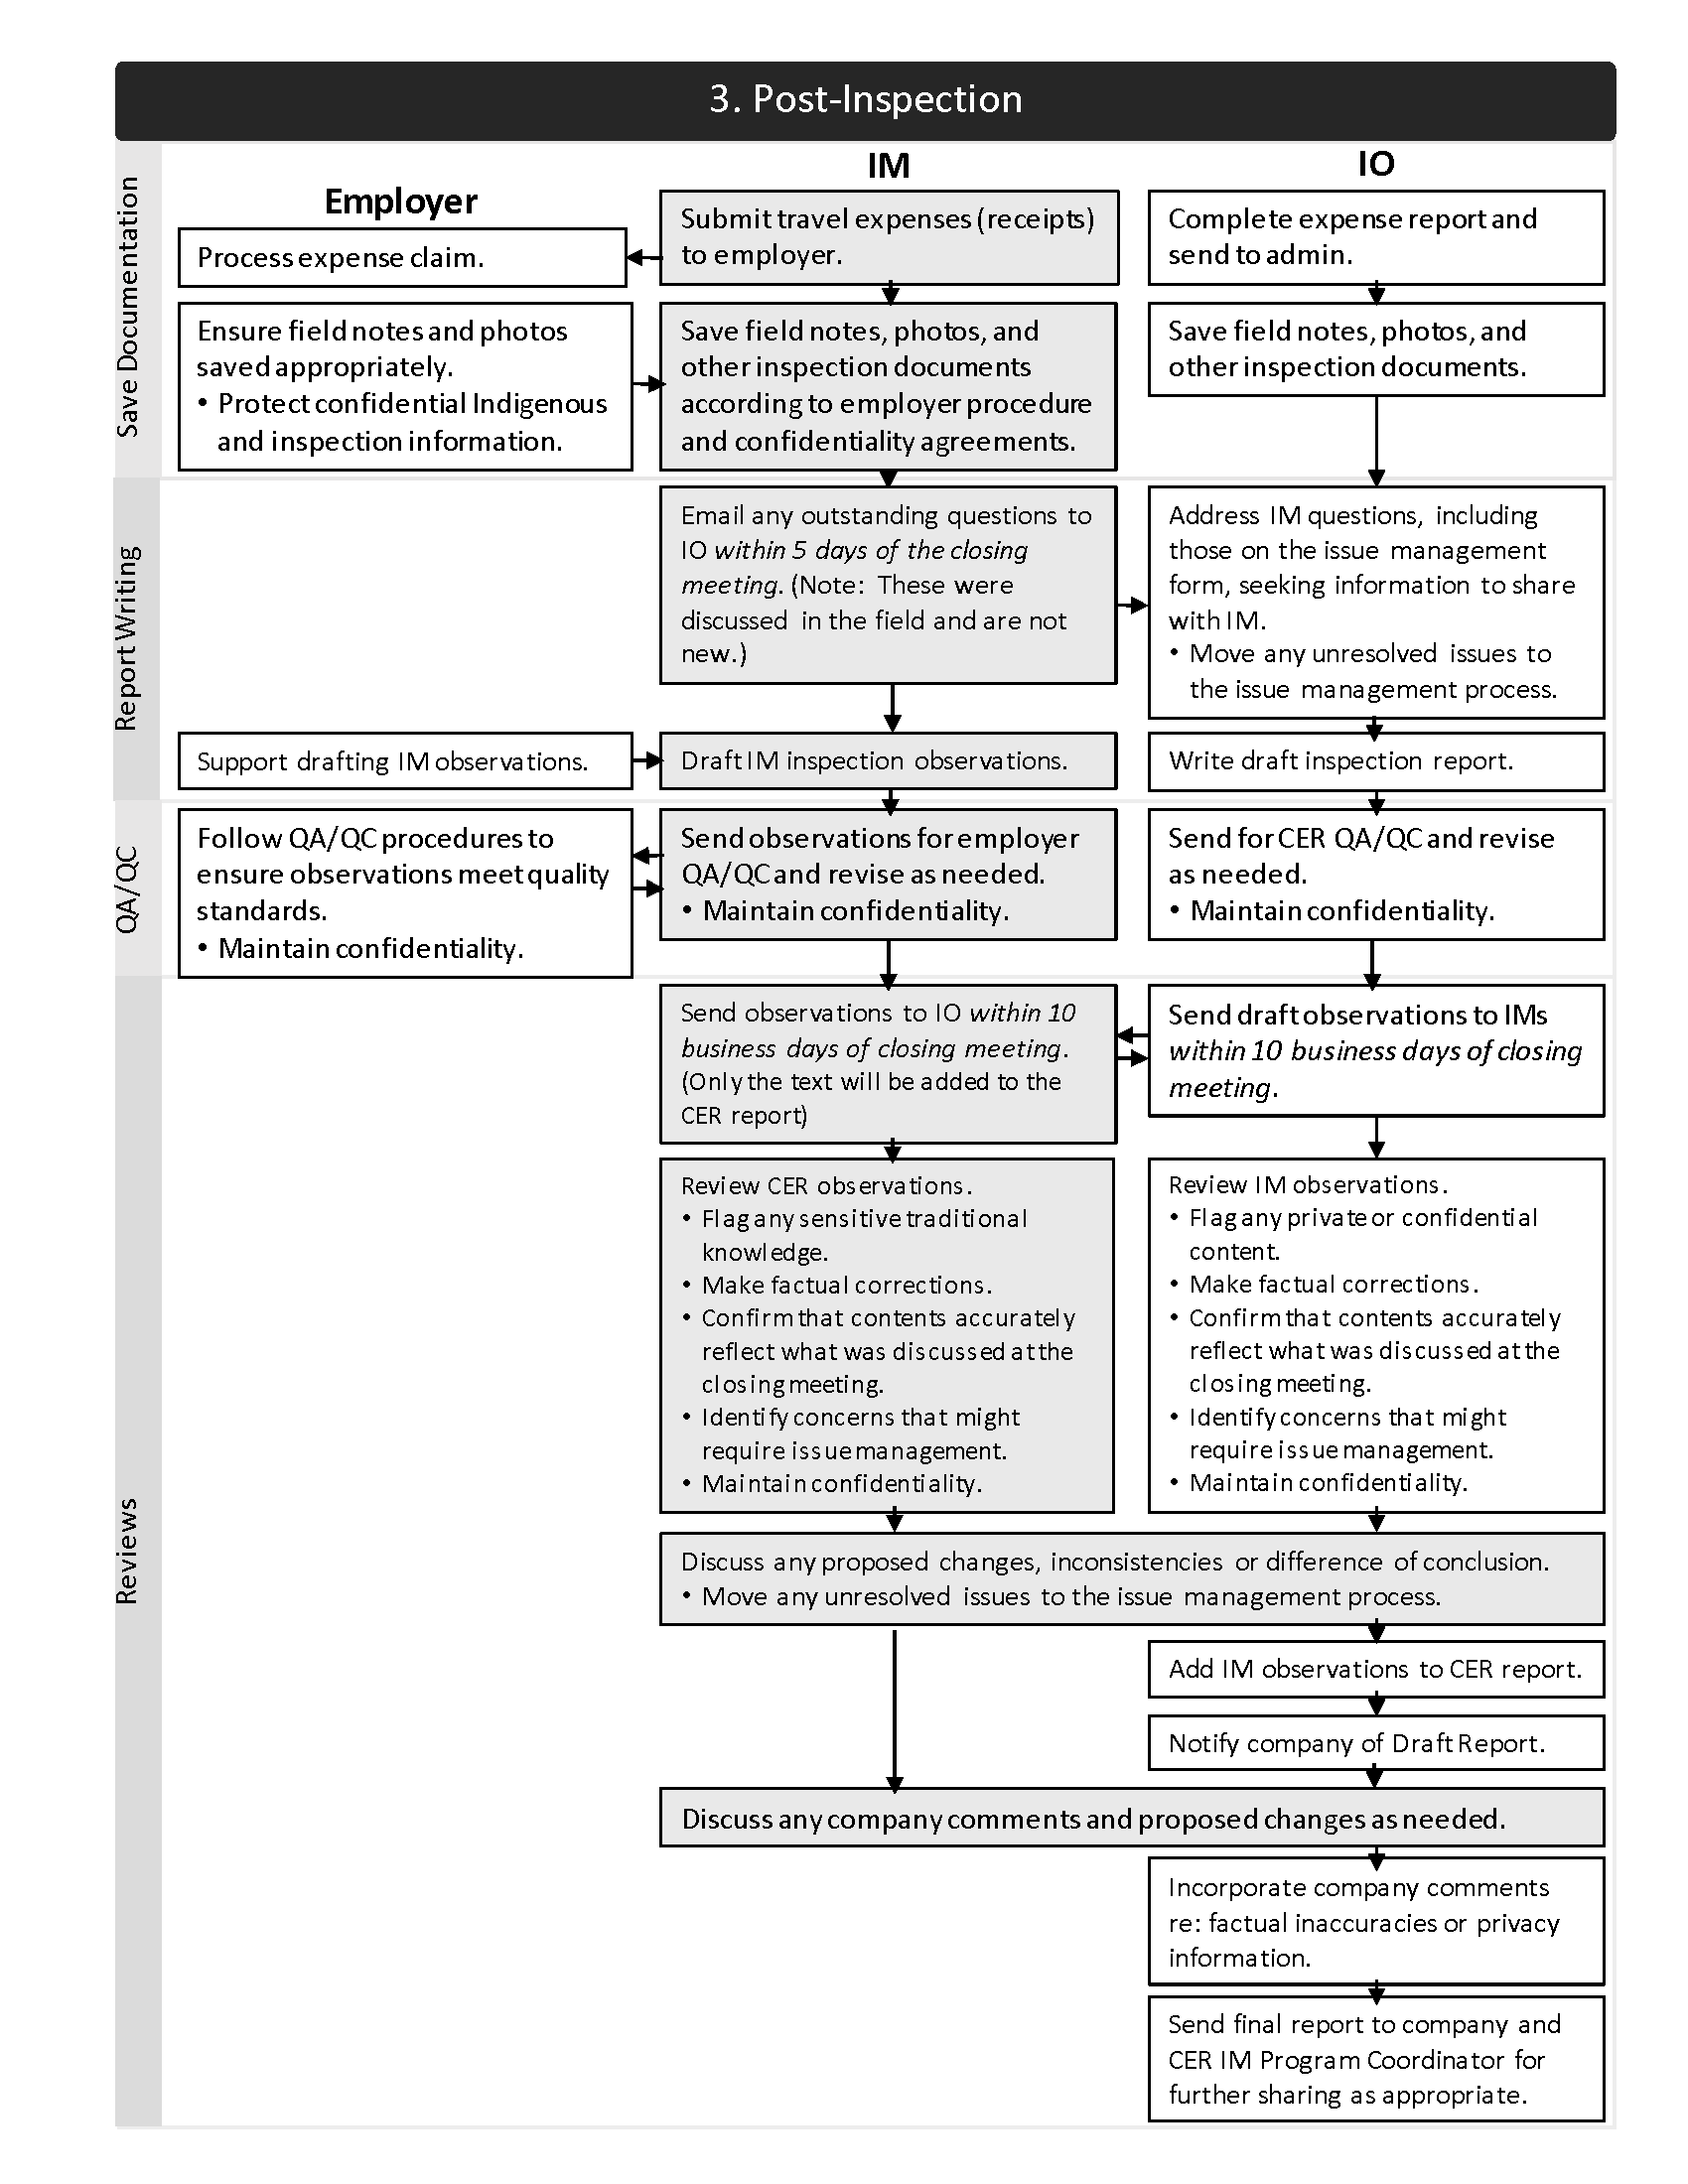 3. Post-Inspection
Save Documentation
Employer
IM
IO
Process expense claim.
Submit travel expenses (receipts)
to employer.
Complete expense report and
send to admin.
Ensure field notes and photos
saved appropriately.
• Protect confidential Indigenous
and inspection information.
Save field notes, photos, and
other inspection documents
according to employer procedure
and confidentiality agreements.
Save field notes, photos, and
other inspection documents.
Report Writing
Email any outstanding questions to
IO within 5 days of the closing
meeting. (Note: These were
discussed in the field and are not
new.)
Address IM questions, including
those on the issue management
form, seeking information to share
with IM.
• Move any unresolved issues to
the issue management process.
Support drafting IM observations.
Draft IM inspection observations.
Write draft inspection report.
QA/QC
Follow QA/QC procedures to
ensure observations meet quality
standards.
• Maintain confidentiality.
Send observations for employer
QA/QC and revise as needed.
• Maintain confidentiality.
Send for CER QA/QC and revise
as needed.
• Maintain confidentiality.
Reviews
Send observations to IO within 10
business days of closing meeting.
(Only the text will be added to the
CER report)
Send draft observations to IMs
within 10 business days of closing
meeting.
Review CER observations.
• Flag any sensitive traditional
knowledge.
• Make factual corrections.
• Confirm that contents accurately
reflect what was discussed at the
closing meeting.
• Identify concerns that might
require issue management.
• Maintain confidentiality.
Review IM observations.
• Flag any private or confidential
content.
• Make factual corrections.
• Confirm that contents accurately
reflect what was discussed at the
closing meeting.
• Identify concerns that might
require issue management.
• Maintain confidentiality.
Discuss any proposed changes, inconsistencies or difference of conclusion.
• Move any unresolved issues to the issue management process.
Add IM observations to CER report.
Notify company of Draft Report.
Discuss any company comments and proposed changes as needed.
Incorporate company comments
re: factual inaccuracies or privacy
information.
Send final report to company and
CER IM Program Coordinator for
further sharing as appropriate.